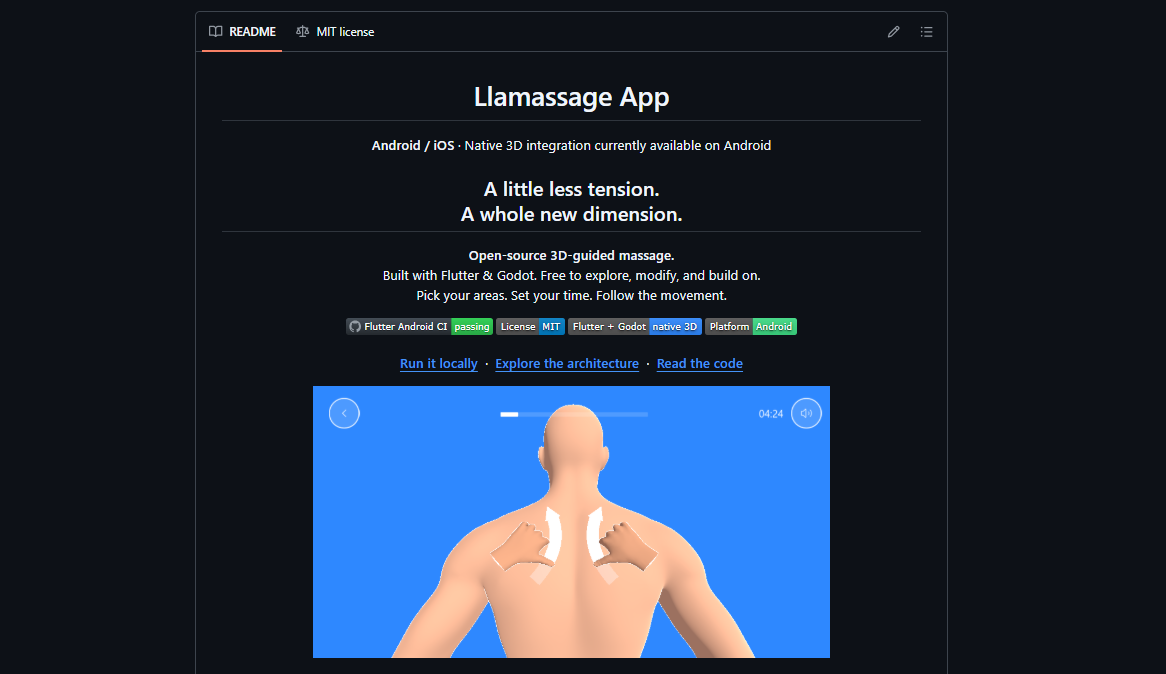 README MIT license
Llamassage App
Android / iOS · Native 3D integration currently available on Android
A little less tension.
A whole new dimension.
Open-source 3D-guided massage.
Built with Flutter & Godot. Free to explore, modify, and build on.
Pick your areas. Set your time. Follow the movement.
Flutter Android CI passing License MIT Flutter + Godot native 3D Platform Android
Run it locally · Explore the architecture · Read the code
04:24